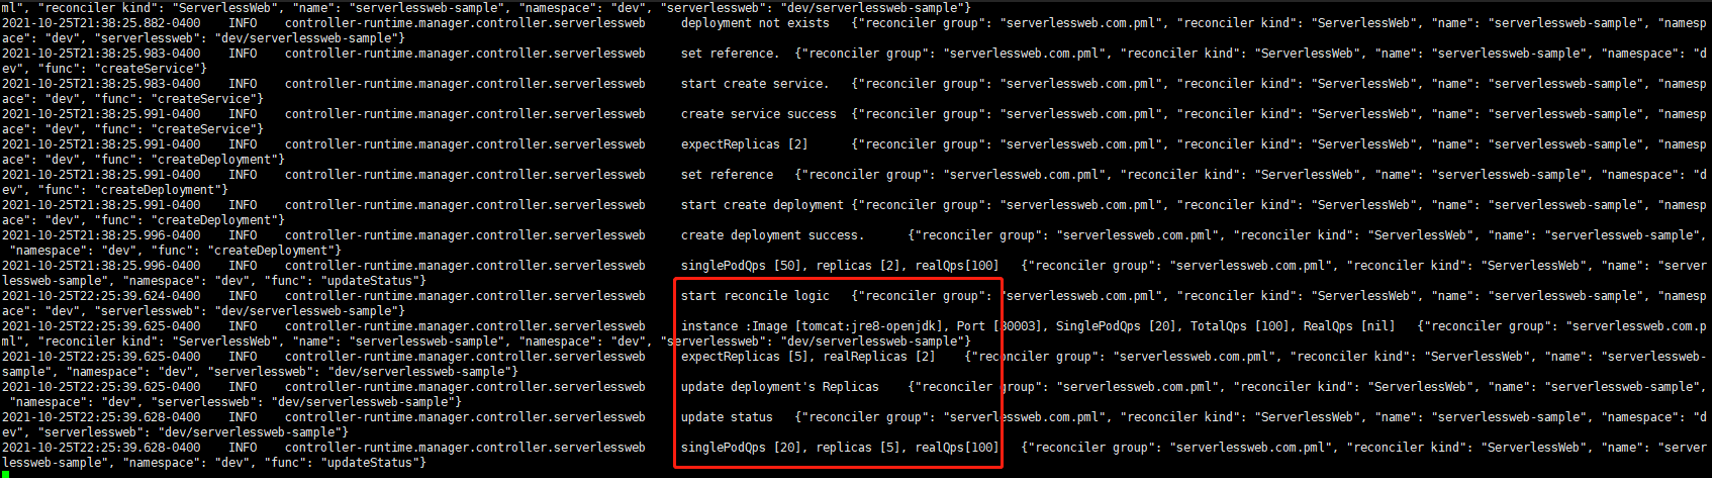 ml", "reconciler kind": "ServerlessWeb", "name": "serverlessweb-sample", "namespace": "dev", "serverlessweb": "dev/serverlessweb-sample"}
2021-10-25T21:38:25.882-0400    INFO    controller-runtime.manager.controller.serverlessweb     deployment not exists   {"reconciler group": "serverlessweb.com.pml", "reconciler kind": "ServerlessWeb", "name": "serverlessweb-sample", "namesp
ace": "dev", "serverlessweb": "dev/serverlessweb-sample"}
2021-10-25T21:38:25.983-0400    INFO    controller-runtime.manager.controller.serverlessweb     set reference.  {"reconciler group": "serverlessweb.com.pml", "reconciler kind": "ServerlessWeb", "name": "serverlessweb-sample", "namespace": "d
ev", "func": "createService"}
2021-10-25T21:38:25.983-0400    INFO    controller-runtime.manager.controller.serverlessweb     start create service.   {"reconciler group": "serverlessweb.com.pml", "reconciler kind": "ServerlessWeb", "name": "serverlessweb-sample", "namesp
ace": "dev", "func": "createService"}
2021-10-25T21:38:25.991-0400    INFO    controller-runtime.manager.controller.serverlessweb     create service success  {"reconciler group": "serverlessweb.com.pml", "reconciler kind": "ServerlessWeb", "name": "serverlessweb-sample", "namesp
ace": "dev", "func": "createService"}
2021-10-25T21:38:25.991-0400    INFO    controller-runtime.manager.controller.serverlessweb     expectReplicas [2]      {"reconciler group": "serverlessweb.com.pml", "reconciler kind": "ServerlessWeb", "name": "serverlessweb-sample", "namesp
ace": "dev", "func": "createDeployment"}
2021-10-25T21:38:25.991-0400    INFO    controller-runtime.manager.controller.serverlessweb     set reference   {"reconciler group": "serverlessweb.com.pml", "reconciler kind": "ServerlessWeb", "name": "serverlessweb-sample", "namespace": "d
ev", "func": "createDeployment"}
2021-10-25T21:38:25.991-0400    INFO    controller-runtime.manager.controller.serverlessweb     start create deployment {"reconciler group": "serverlessweb.com.pml", "reconciler kind": "ServerlessWeb", "name": "serverlessweb-sample", "namesp
ace": "dev", "func": "createDeployment"}
2021-10-25T21:38:25.996-0400    INFO    controller-runtime.manager.controller.serverlessweb     create deployment success.      {"reconciler group": "serverlessweb.com.pml", "reconciler kind": "ServerlessWeb", "name": "serverlessweb-sample",
 "namespace": "dev", "func": "createDeployment"}
2021-10-25T21:38:25.996-0400    INFO    controller-runtime.manager.controller.serverlessweb     singlePodQps [50], replicas [2], realQps[100]   {"reconciler group": "serverlessweb.com.pml", "reconciler kind": "ServerlessWeb", "name": "server
lessweb-sample", "namespace": "dev", "func": "updateStatus"}
2021-10-25T22:25:39.624-0400    INFO    controller-runtime.manager.controller.serverlessweb     start reconcile logic   {"reconciler group": "serverlessweb.com.pml", "reconciler kind": "ServerlessWeb", "name": "serverlessweb-sample", "namesp
ace": "dev", "serverlessweb": "dev/serverlessweb-sample"}
2021-10-25T22:25:39.625-0400    INFO    controller-runtime.manager.controller.serverlessweb     instance :Image [tomcat:jre8-openjdk], Port [30003], SinglePodQps [20], TotalQps [100], RealQps [nil]   {"reconciler group": "serverlessweb.com.p
ml", "reconciler kind": "ServerlessWeb", "name": "serverlessweb-sample", "namespace": "dev", "serverlessweb": "dev/serverlessweb-sample"}
2021-10-25T22:25:39.625-0400    INFO    controller-runtime.manager.controller.serverlessweb     expectReplicas [5], realReplicas [2]    {"reconciler group": "serverlessweb.com.pml", "reconciler kind": "ServerlessWeb", "name": "serverlessweb-
sample", "namespace": "dev", "serverlessweb": "dev/serverlessweb-sample"}
2021-10-25T22:25:39.625-0400    INFO    controller-runtime.manager.controller.serverlessweb     update deployment's Replicas    {"reconciler group": "serverlessweb.com.pml", "reconciler kind": "ServerlessWeb", "name": "serverlessweb-sample",
 "namespace": "dev", "serverlessweb": "dev/serverlessweb-sample"}
2021-10-25T22:25:39.628-0400    INFO    controller-runtime.manager.controller.serverlessweb     update status   {"reconciler group": "serverlessweb.com.pml", "reconciler kind": "ServerlessWeb", "name": "serverlessweb-sample", "namespace": "d
ev", "serverlessweb": "dev/serverlessweb-sample"}
2021-10-25T22:25:39.628-0400    INFO    controller-runtime.manager.controller.serverlessweb     singlePodQps [20], replicas [5], realQps[100]   {"reconciler group": "serverlessweb.com.pml", "reconciler kind": "ServerlessWeb", "name": "server
lessweb-sample", "namespace": "dev", "func": "updateStatus"}